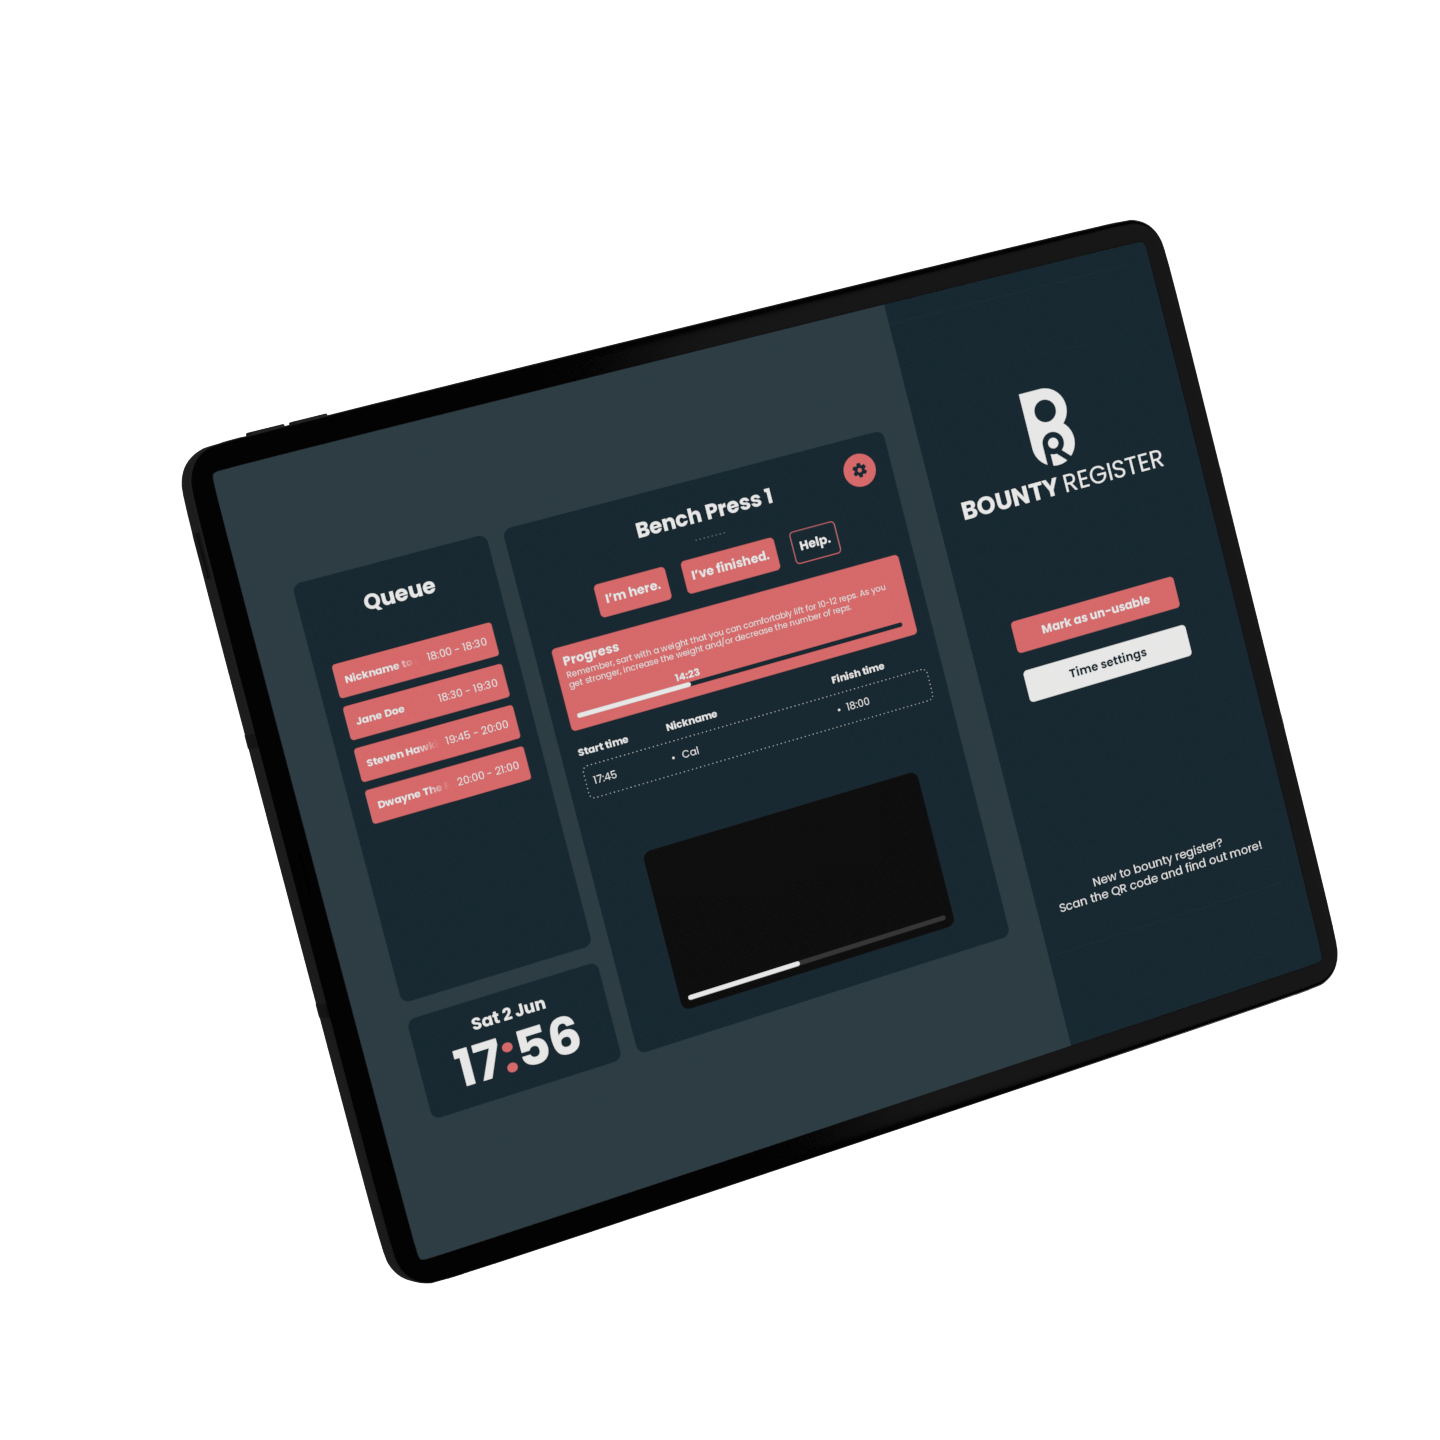 Queue
Nickname to 18:00 - 18:30
Jane Doe 18:30 - 19:30
Steven Hawk 19:45 - 20:00
Dwayne The 20:00 - 21:00
Sat 2 Jun
17:56
Bench Press 1
I'm here. I've finished. Help.
Progress
Remember, sart with a weight that you can comfortably lift for 10-12 reps. As you
get stronger, increase the weight and/or decrease the number of reps.
14:23
Start time Nickname Finish time
17:45 • Cal • 18:00
BOUNTY REGISTER
Mark as un-usable
Time settings
New to bounty register?
Scan the QR code and find out more!